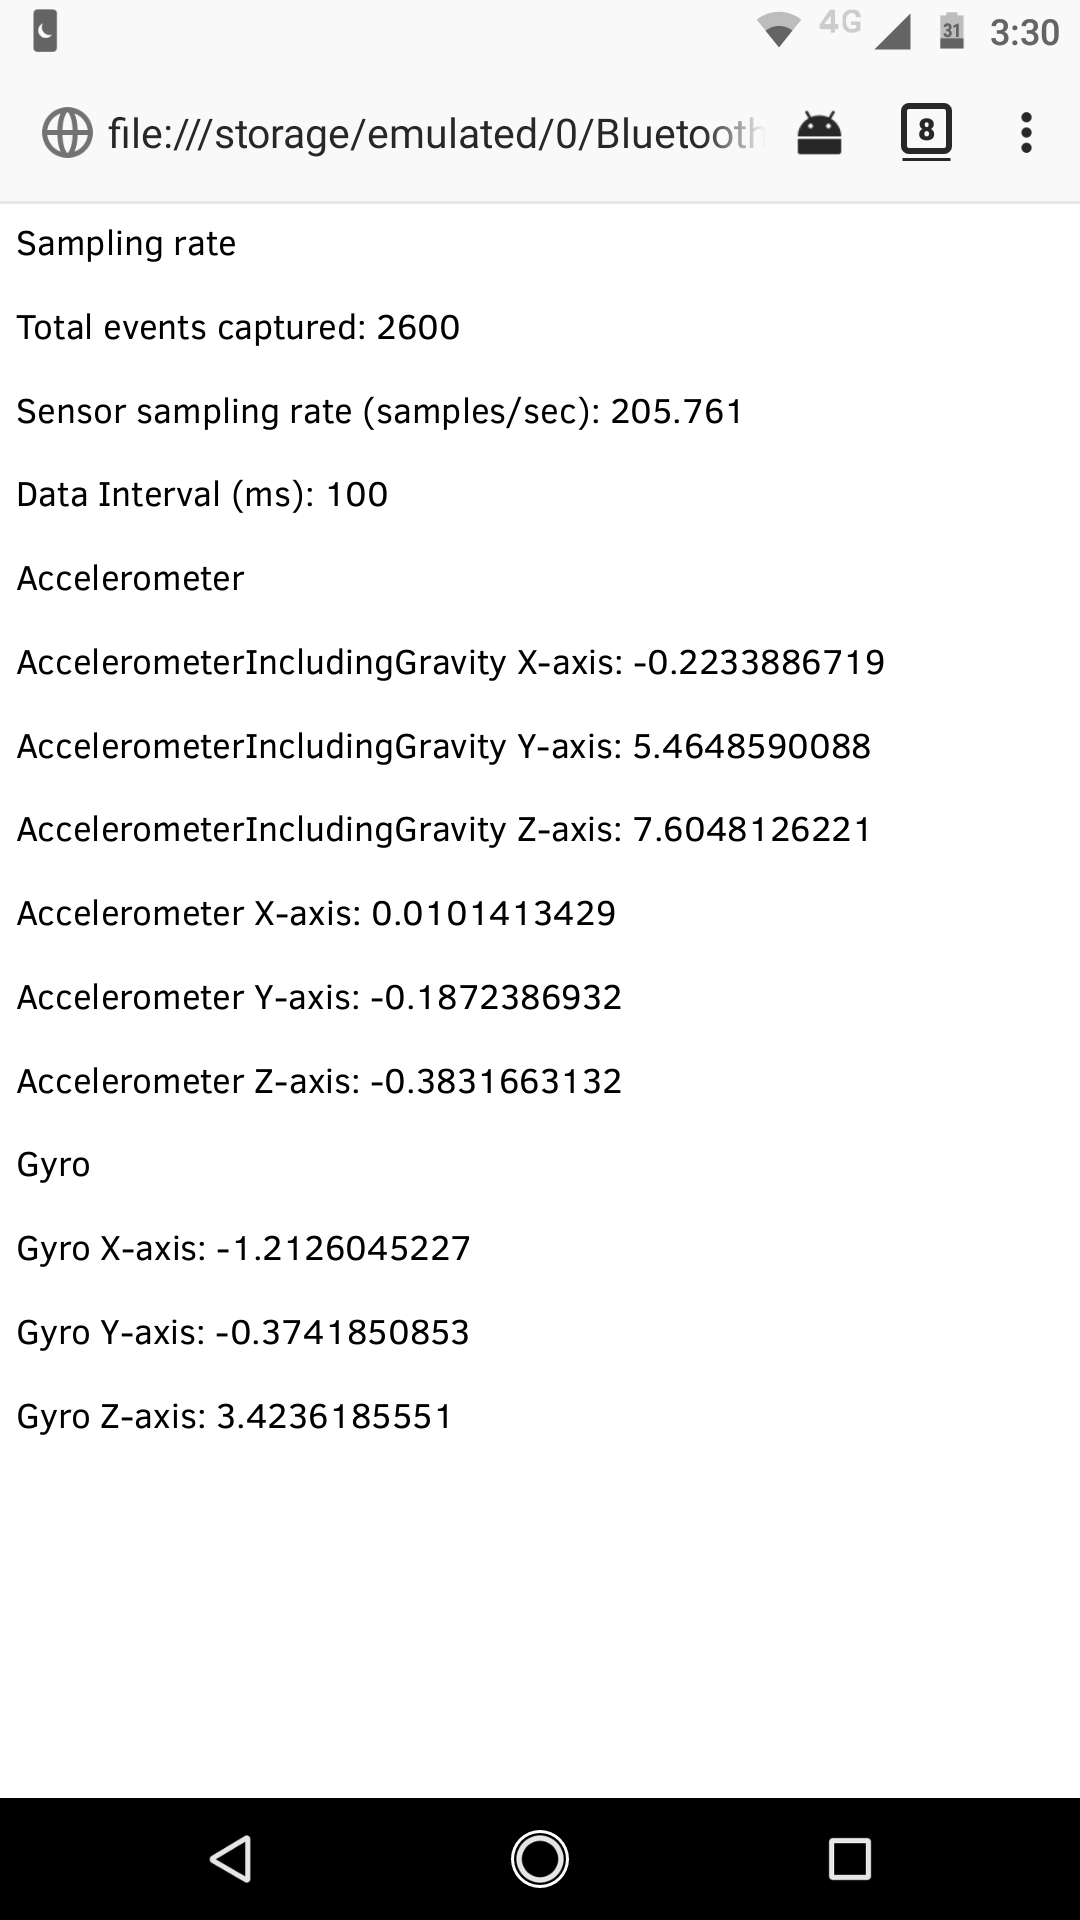 4G 31 3:30
file:///storage/emulated/0/Bluetooth 8
Sampling rate
Total events captured: 2600
Sensor sampling rate (samples/sec): 205.761
Data Interval (ms): 100
Accelerometer
AccelerometerIncludingGravity X-axis: -0.2233886719
AccelerometerIncludingGravity Y-axis: 5.4648590088
AccelerometerIncludingGravity Z-axis: 7.6048126221
Accelerometer X-axis: 0.0101413429
Accelerometer Y-axis: -0.1872386932
Accelerometer Z-axis: -0.3831663132
Gyro
Gyro X-axis: -1.2126045227
Gyro Y-axis: -0.3741850853
Gyro Z-axis: 3.4236185551